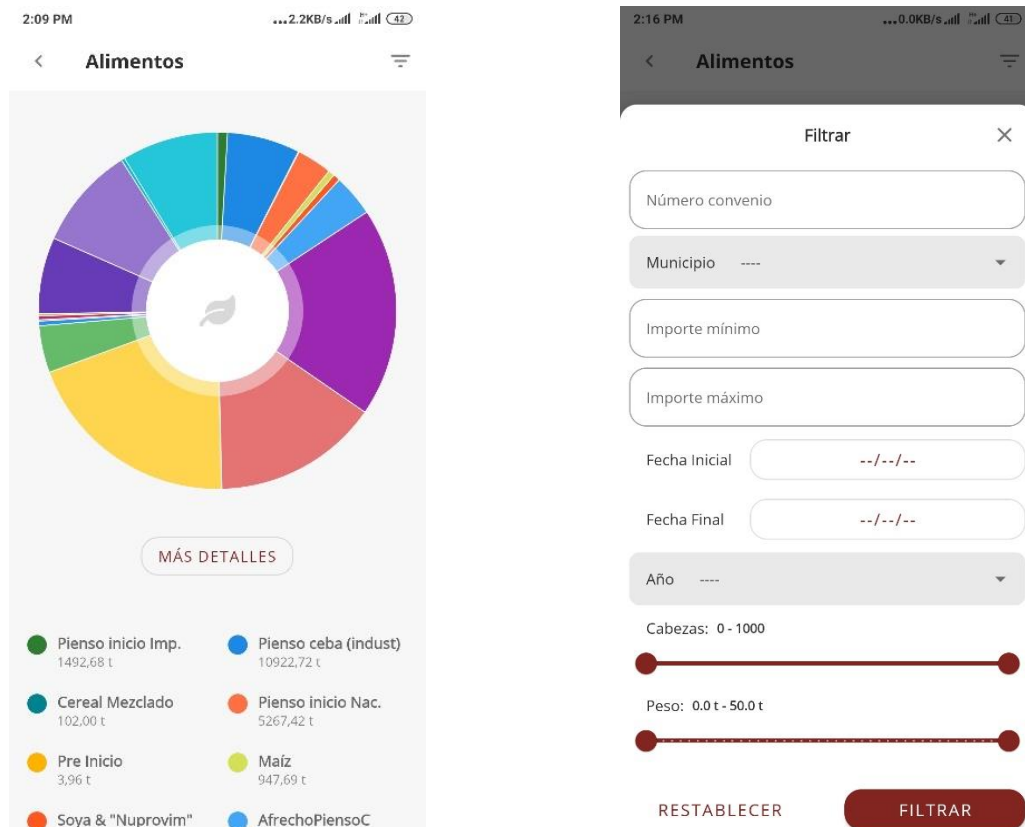 2:09 PM
...2.2KB/s
42
Alimentos
MÁS DETALLES
Pienso inicio Imp.
1492,68 t
Pienso ceba (indust)
10922,72 t
Cereal Mezclado
102,00 t
Pienso inicio Nac.
5267,42 t
Pre Inicio
3,96 t
Maíz
947,69 t
Soya & "Nuprovim"
AfrechoPiensoC
2:16 PM
...0.0KB/s
41
Alimentos
Filtrar
Número convenio
Municipio ----
Importe mínimo
Importe máximo
Fecha Inicial --/--/--
Fecha Final --/--/--
Año ----
Cabezas: 0 - 1000
Peso: 0.0 t - 50.0 t
RESTABLECER
FILTRAR